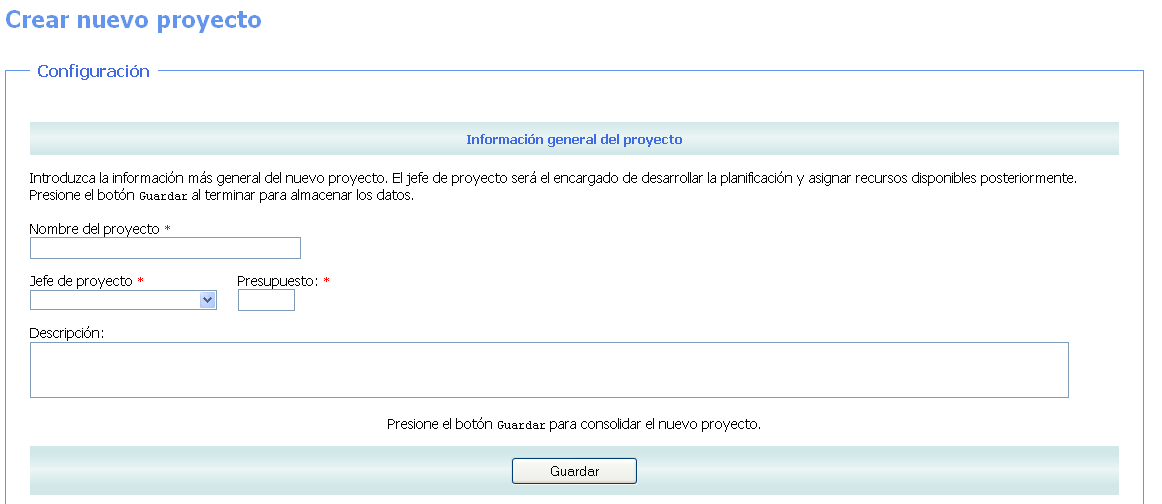 Crear nuevo proyecto
Configuración
Información general del proyecto
Introduzca la información más general del nuevo proyecto. El jefe de proyecto será el encargado de desarrollar la planificación y asignar recursos disponibles posteriormente.
Presione el botón Guardar al terminar para almacenar los datos.
Nombre del proyecto *
Jefe de proyecto * Presupuesto: *
Descripción:
Presione el botón Guardar para consolidar el nuevo proyecto.
Guardar